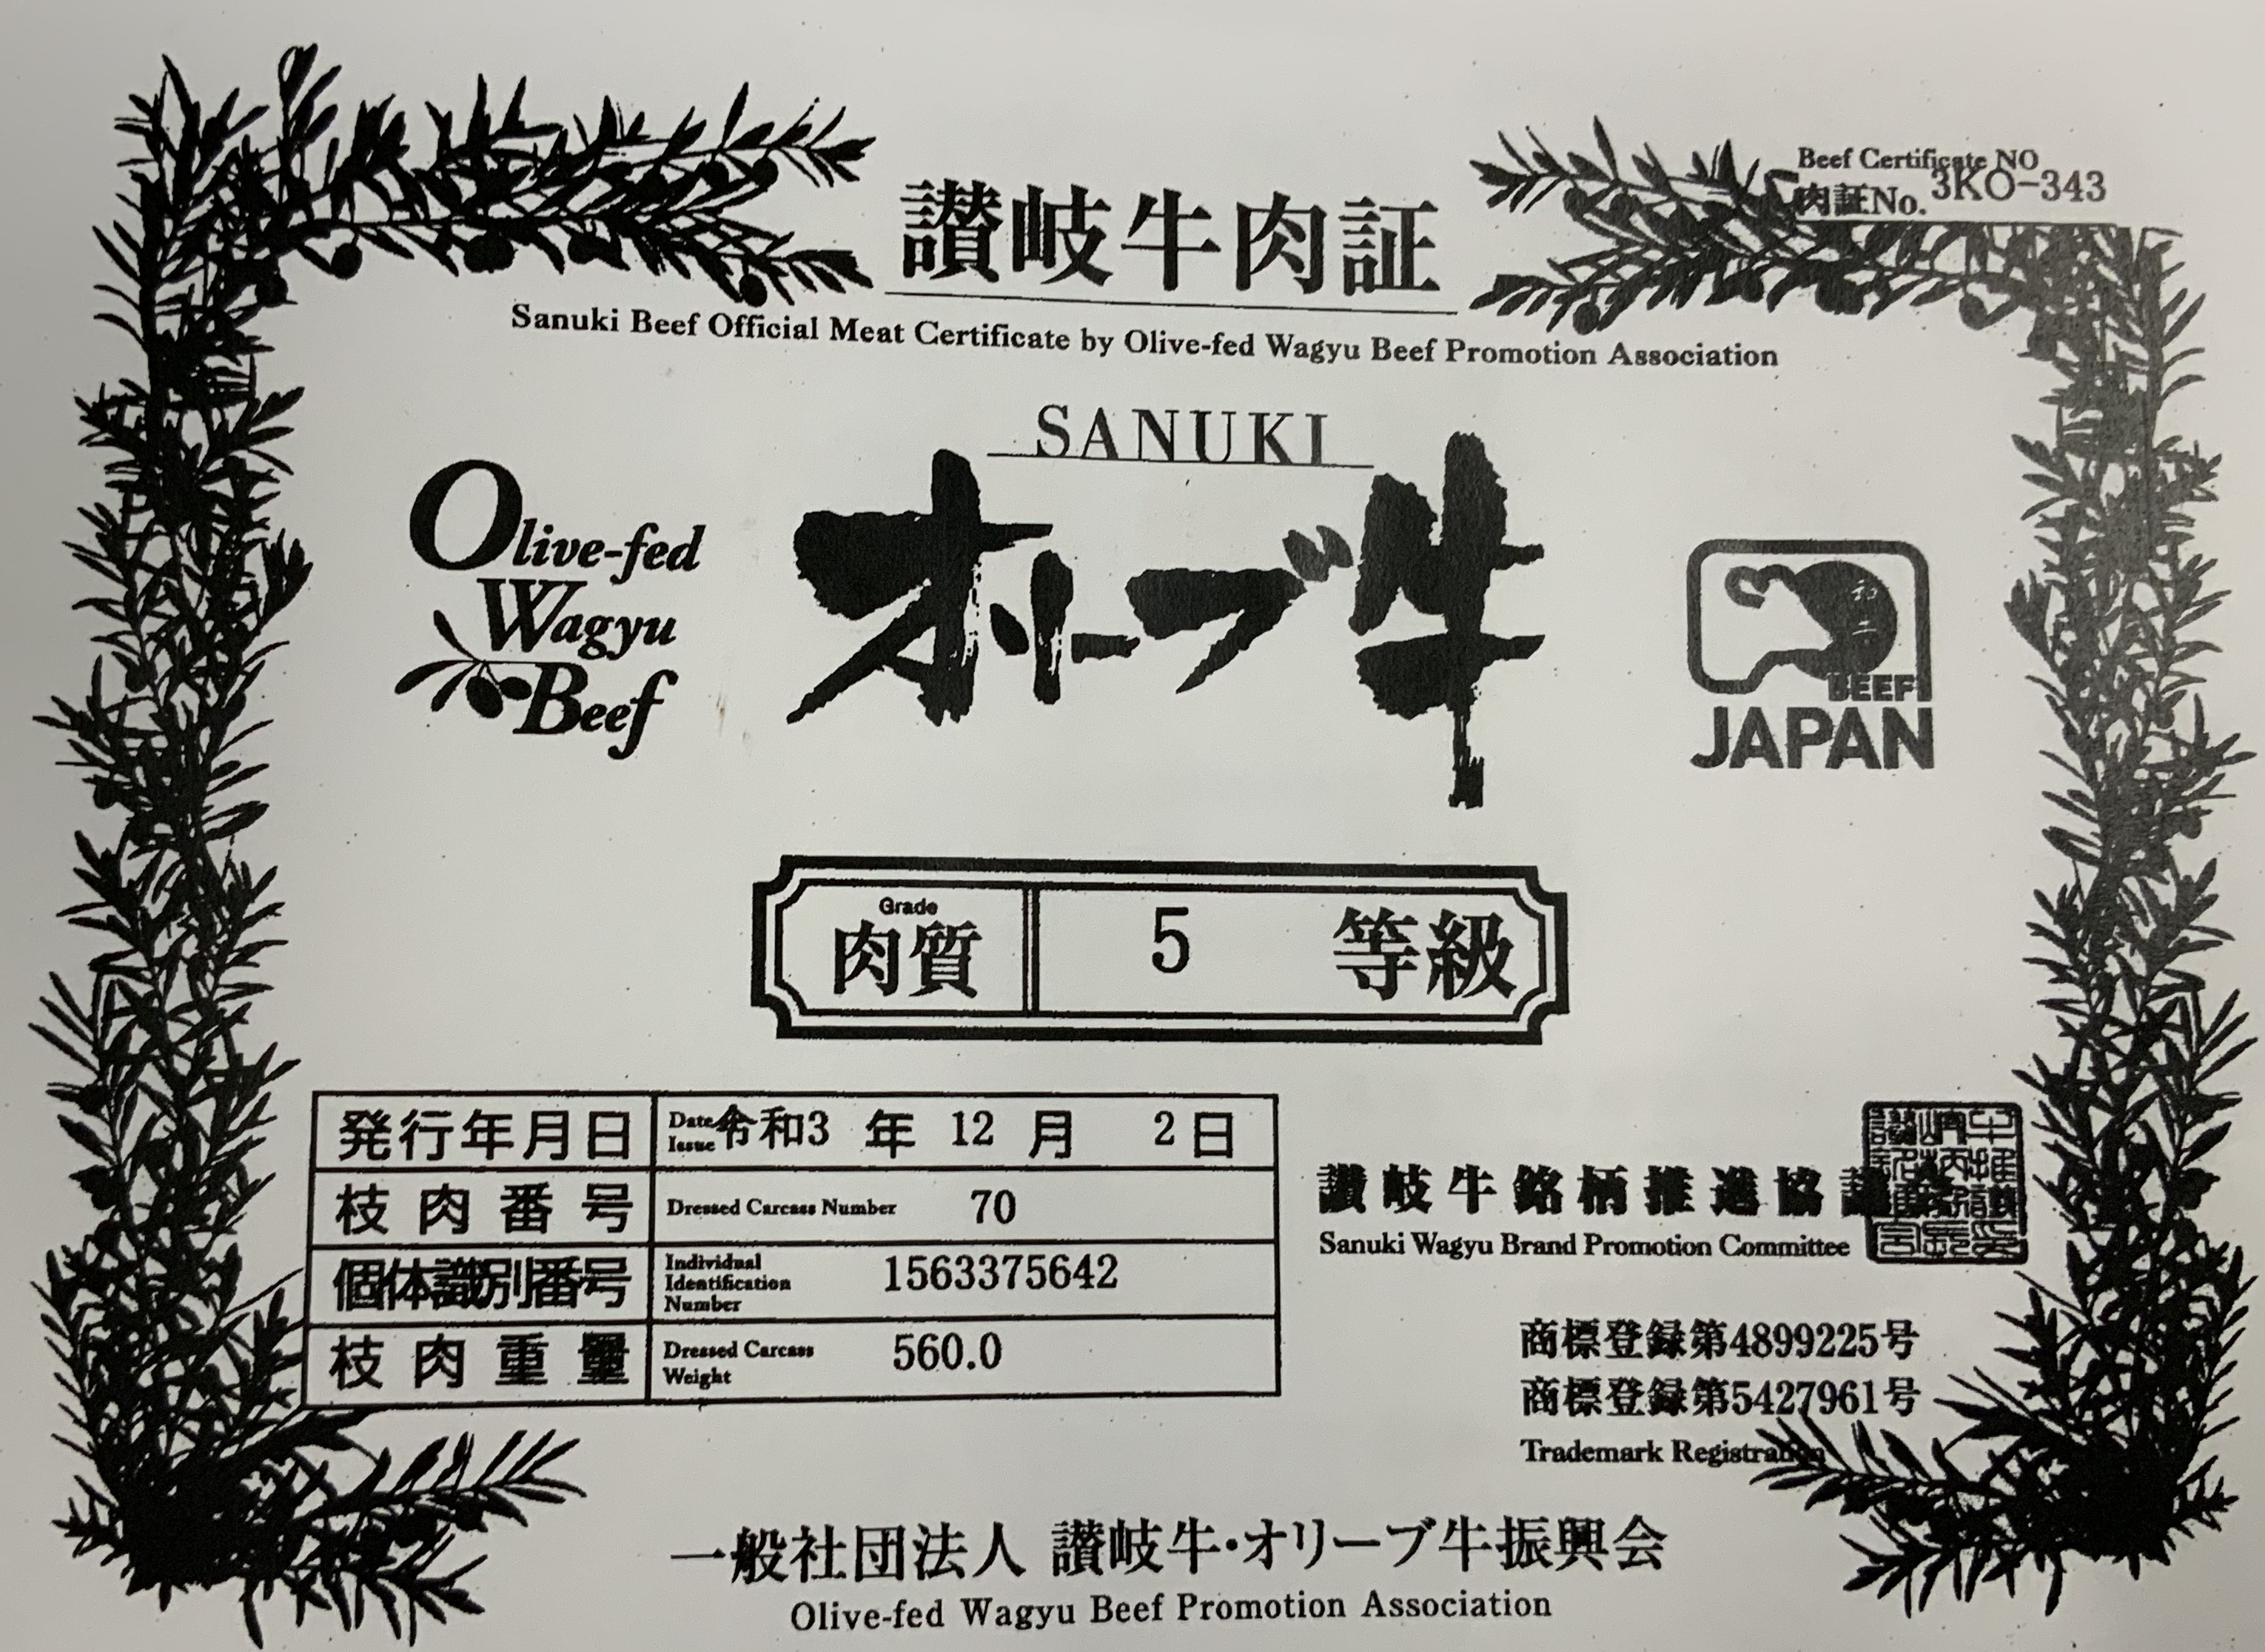 Beef Certificate NO
肉証No. 3KO-343
讃岐牛肉証
Sanuki Beef Official Meat Certificate by Olive-fed Wagyu Beef Promotion Association
SANUKI
Olive-fed
Wagyu
Beef
オリーブ牛
BEEF
JAPAN
Grade
肉質 5 等級
発行年月日 Date Issue 令和3 年 12 月 2 日
枝肉番号 Dressed Carcass Number 70
個体識別番号 Individual Identification Number 1563375642
枝肉重量 Dressed Carcass Weight 560.0
讃岐牛銘柄推進協議
Sanuki Wagyu Brand Promotion Committee
商標登録第4899225号
商標登録第5427961号
Trademark Registration
一般社団法人 讃岐牛・オリーブ牛振興会
Olive-fed Wagyu Beef Promotion Association